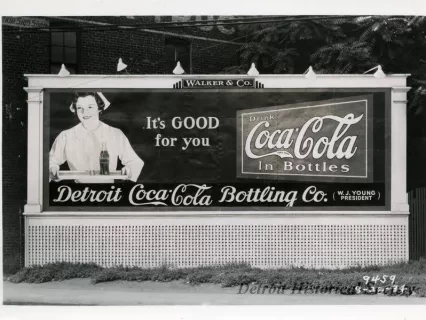 WALKER & CO.
It's GOOD
for you
Drink
Coca-Cola
In Bottles
Detroit Coca-Cola Bottling Co. (W. J. YOUNG PRESIDENT)
9459
Detroit Historical Society